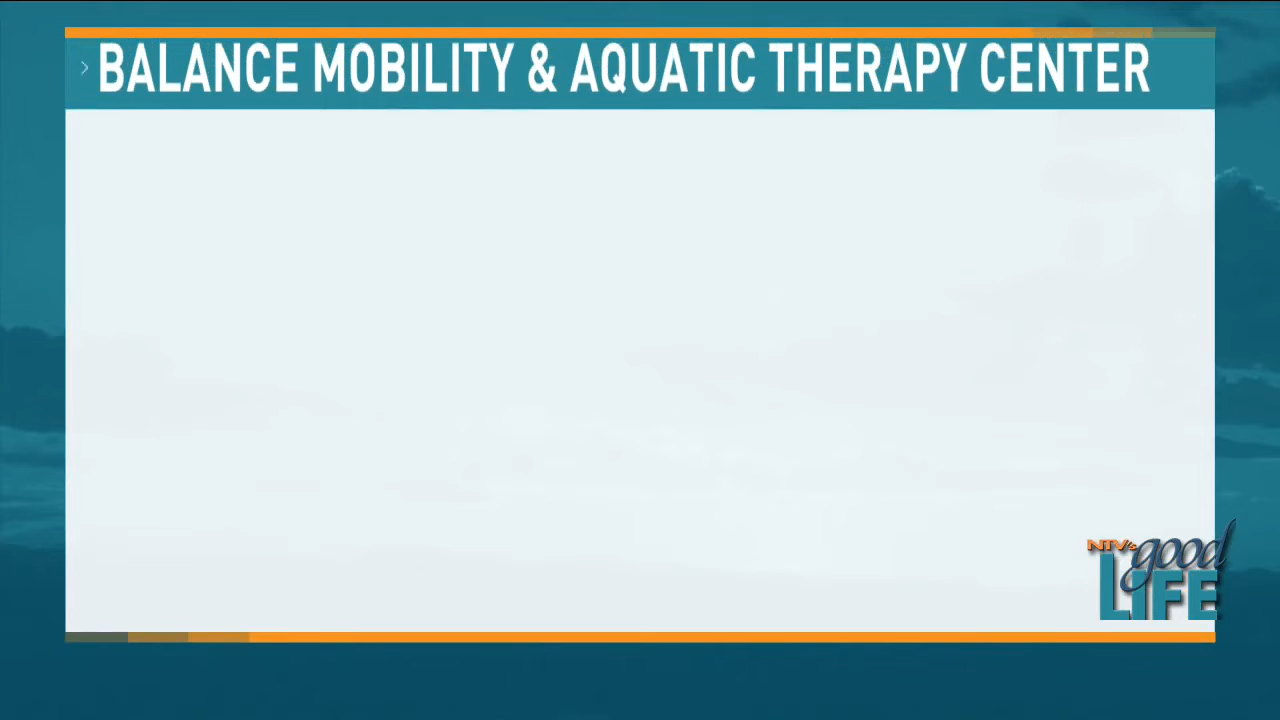 › BALANCE MOBILITY & AQUATIC THERAPY CENTER
NTV's good
LIFE